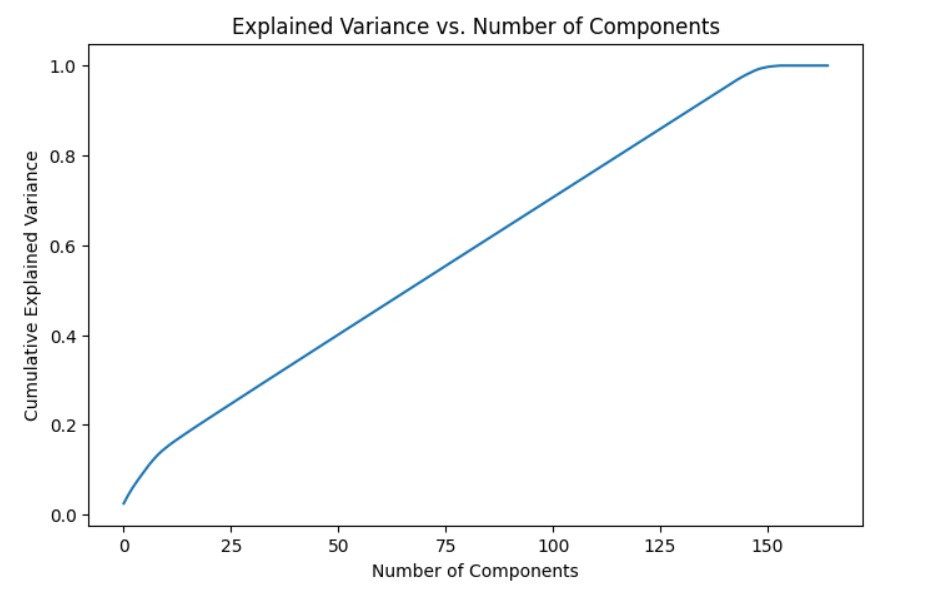 Explained Variance vs. Number of Components
1.0
0.8
0.6
0.4
0.2
0.0
Cumulative Explained Variance
0 25 50 75 100 125 150
Number of Components